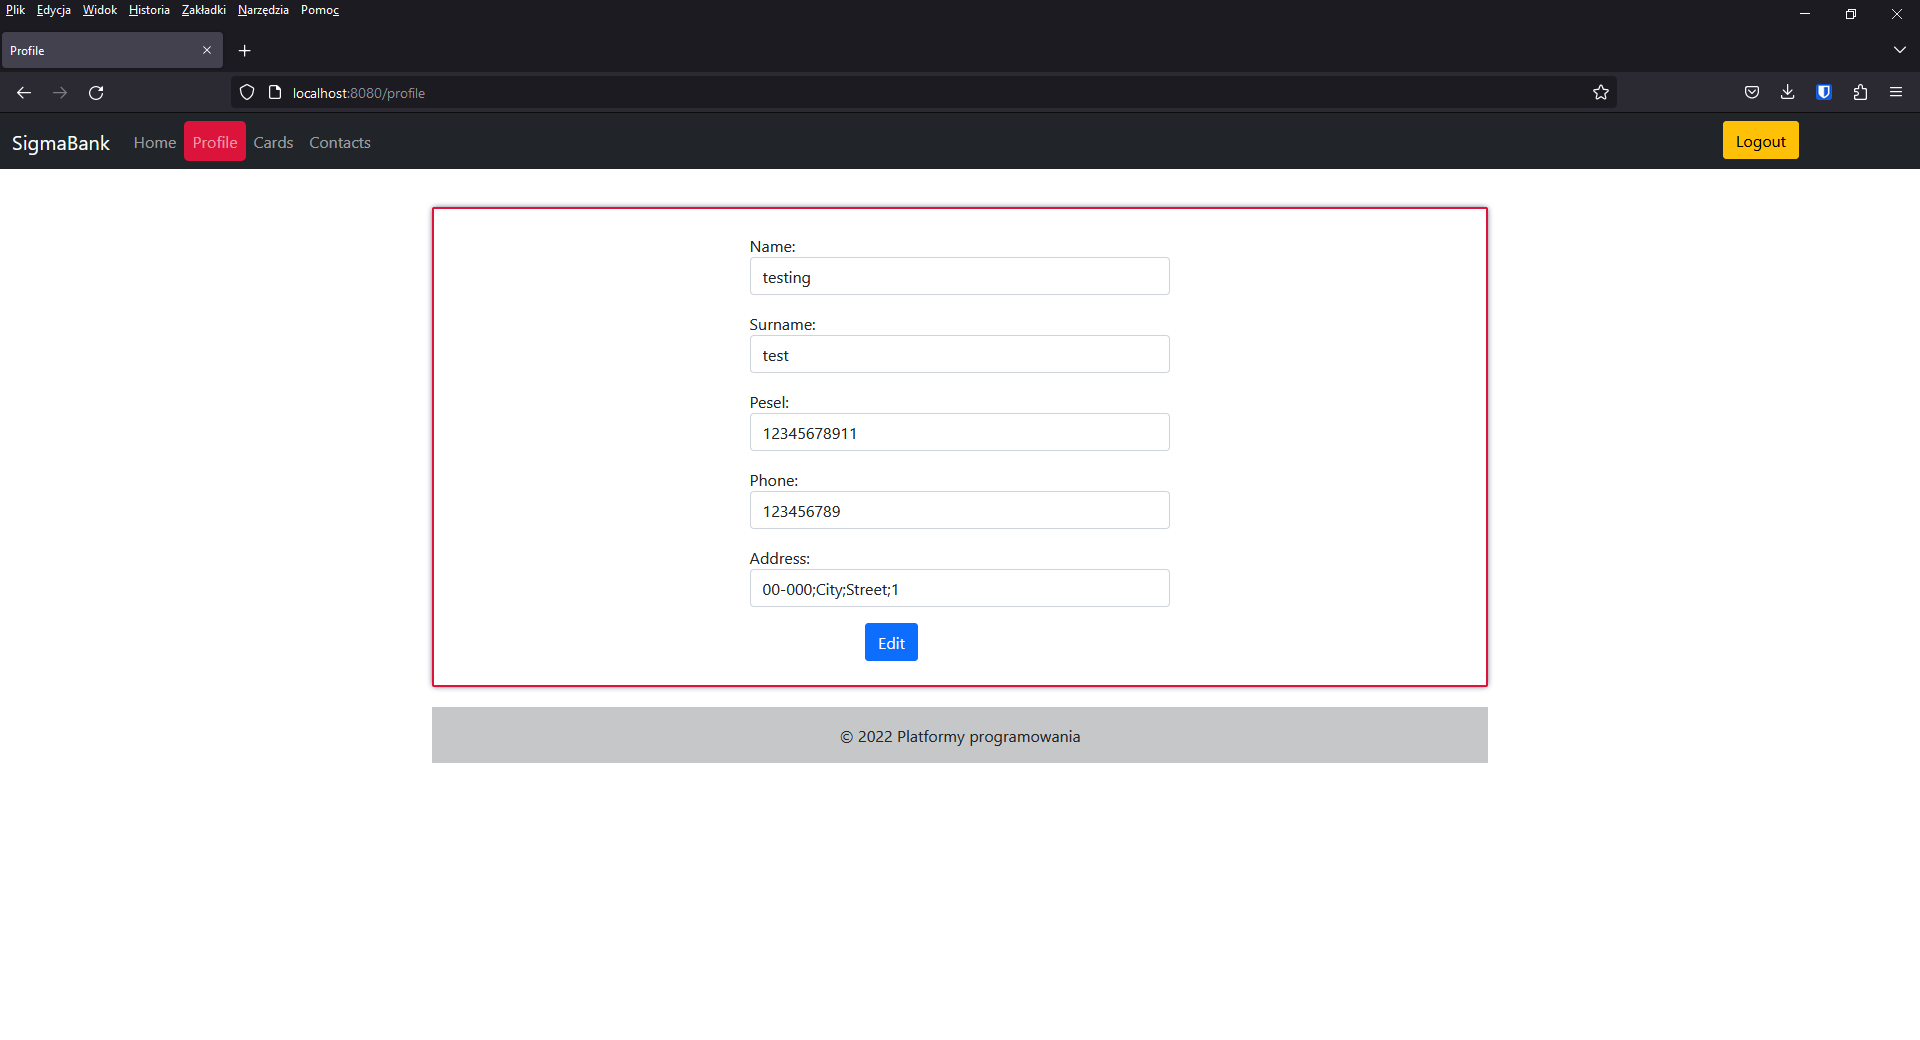 Plik Edycja Widok Historia Zakładki Narzędzia Pomoc
Profile
localhost:8080/profile
SigmaBank Home Profile Cards Contacts Logout
Name:
testing
Surname:
test
Pesel:
12345678911
Phone:
123456789
Address:
00-000;City;Street;1
Edit
© 2022 Platformy programowania